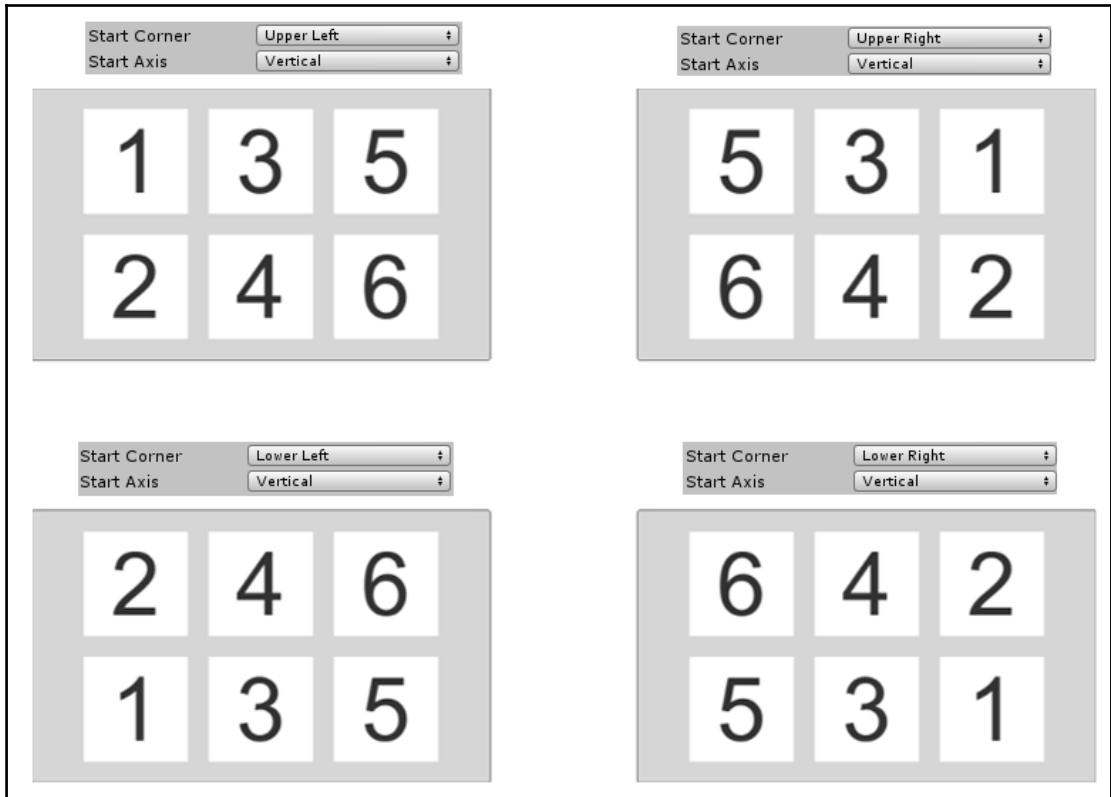 Start Corner Upper Left
Start Axis Vertical
1 3 5
2 4 6
Start Corner Upper Right
Start Axis Vertical
5 3 1
6 4 2
Start Corner Lower Left
Start Axis Vertical
2 4 6
1 3 5
Start Corner Lower Right
Start Axis Vertical
6 4 2
5 3 1